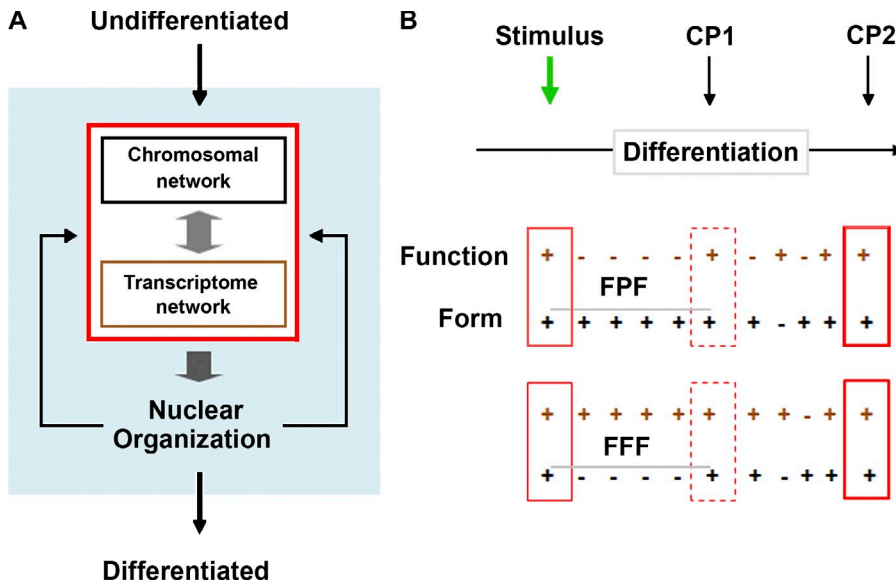 A
Undifferentiated
Chromosomal
network
Transcriptome
network
Nuclear
Organization
Differentiated
B
Stimulus CP1 CP2
Differentiation
Function + - - - - + - + - + +
FPF
Form + + + + + + + - + + +
+ + + + + + + + - + +
FFF
+ - - - - + + - + + +